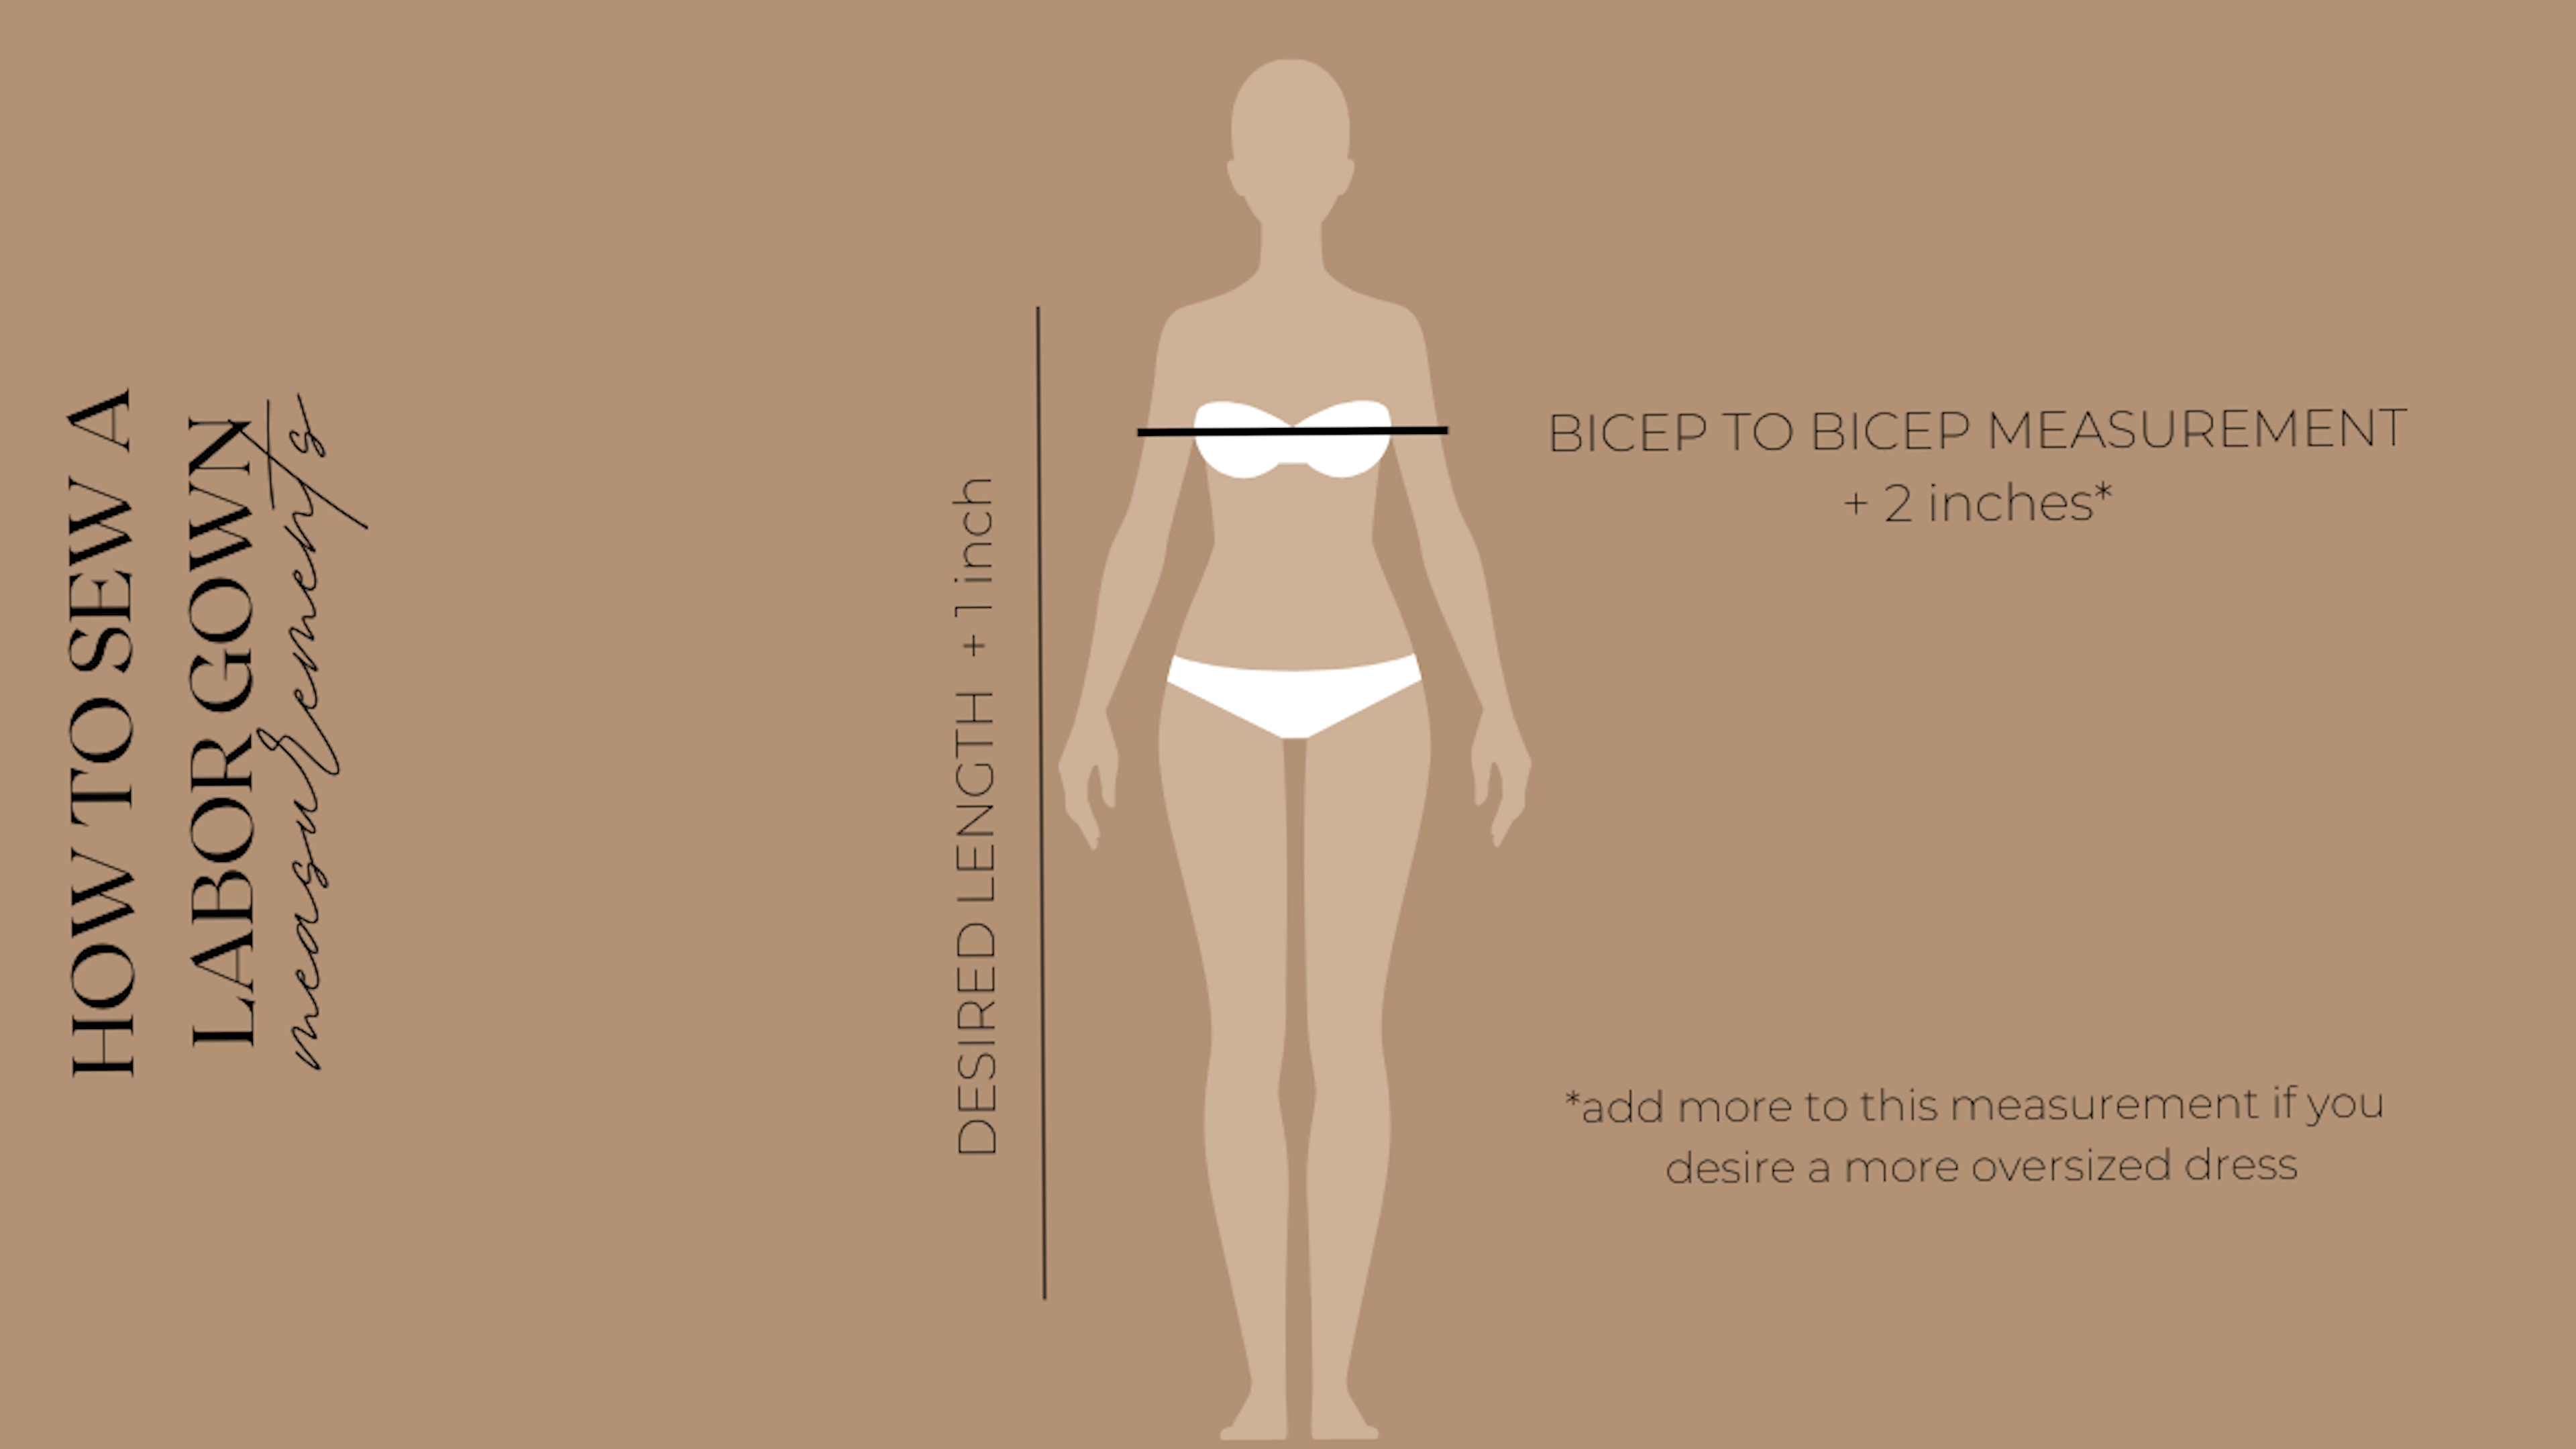 HOW TO SEW A
LABOR GOWN
measurements
DESIRED LENGTH + 1 inch
BICEP TO BICEP MEASUREMENT
+ 2 inches*
*add more to this measurement if you
desire a more oversized dress